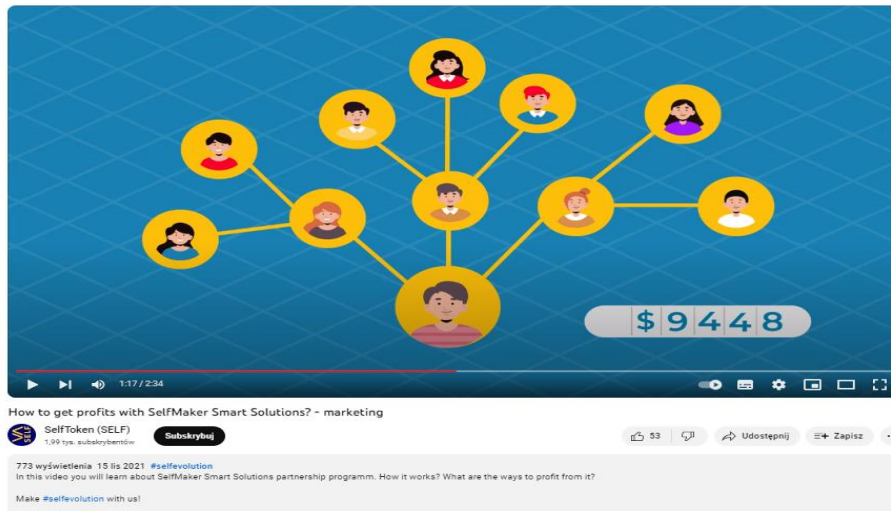 $9448
1:17 / 2:34
How to get profits with SelfMaker Smart Solutions? - marketing
SELF
SelfToken (SELF)
1,99 tys. subskrybentów
Subskrybuj
53
Udostępnij
Zapisz
773 wyświetlenia 15 lis 2021 #selfevolution
In this video you will learn about SelfMaker Smart Solutions partnership programm. How it works? What are the ways to profit from it?
Make #selfevolution with us!